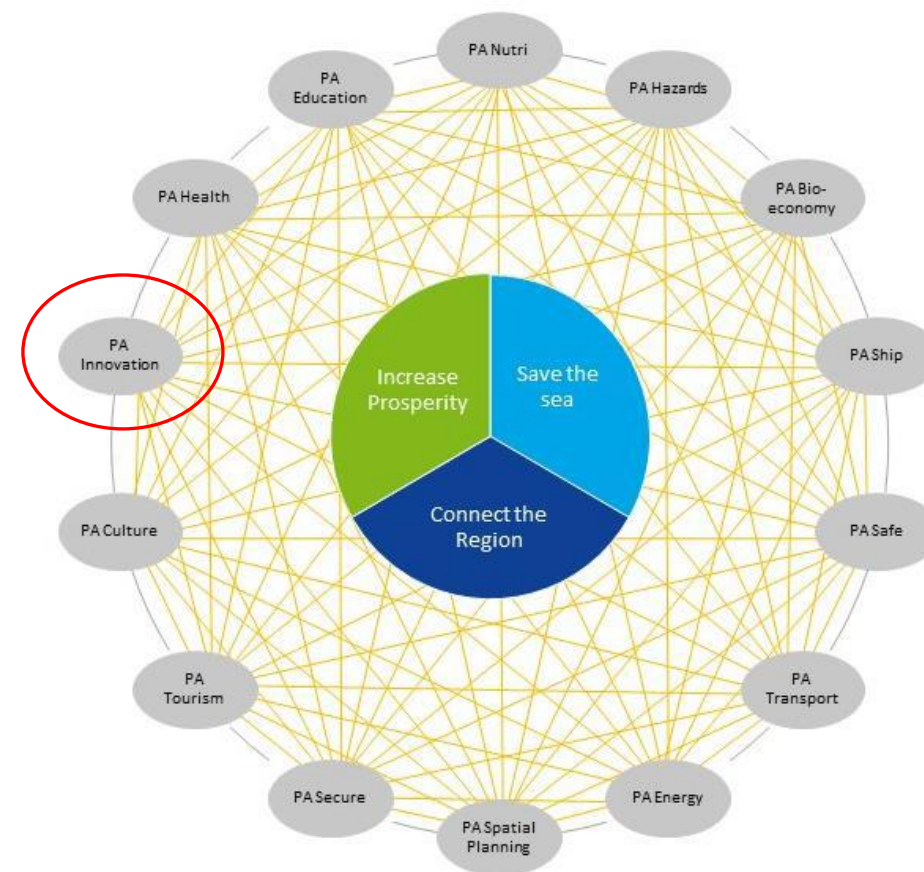 PA Nutri
PA Hazards
PA Bio-
economy
PA Ship
PA Safe
PA
Transport
PA Energy
PA Spatial
Planning
PA Secure
PA
Tourism
PA Culture
PA
Innovation
PA Health
PA
Education
Increase
Prosperity
Save the
sea
Connect the
Region